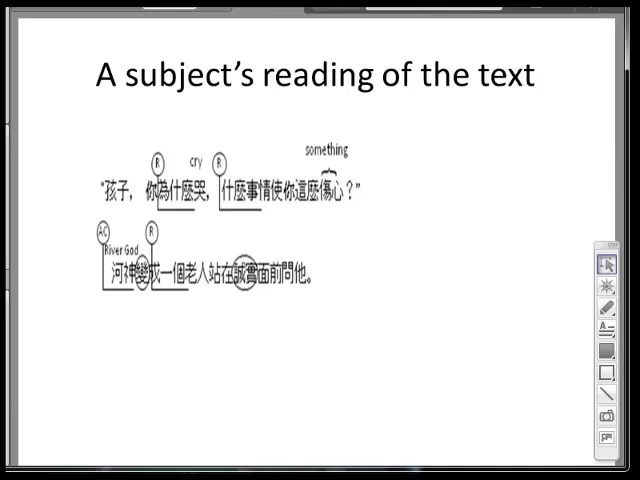 A subject's reading of the text
something
R cry R
"孩子，你為什麼哭，什麼事情使你這麼傷心？"
AC R
River God
河神變成一個老人站在誠實面前問他。